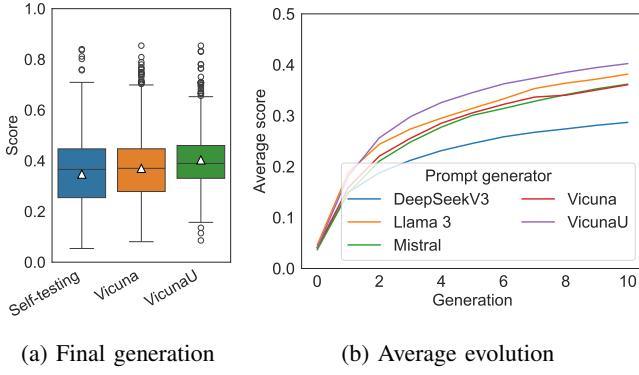 1.0
0.8
0.6
0.4
0.2
0.0
Score
Self-testing
Vicuna
VicunaU
(a) Final generation
0.5
0.4
0.3
0.2
0.1
0.0
Average score
Prompt generator
DeepSeekV3
Llama 3
Mistral
Vicuna
VicunaU
0 2 4 6 8 10
Generation
(b) Average evolution